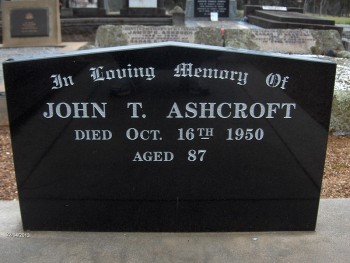 In Loving Memory Of
JOHN T. ASHCROFT
DIED OCT. 16TH 1950
AGED 87